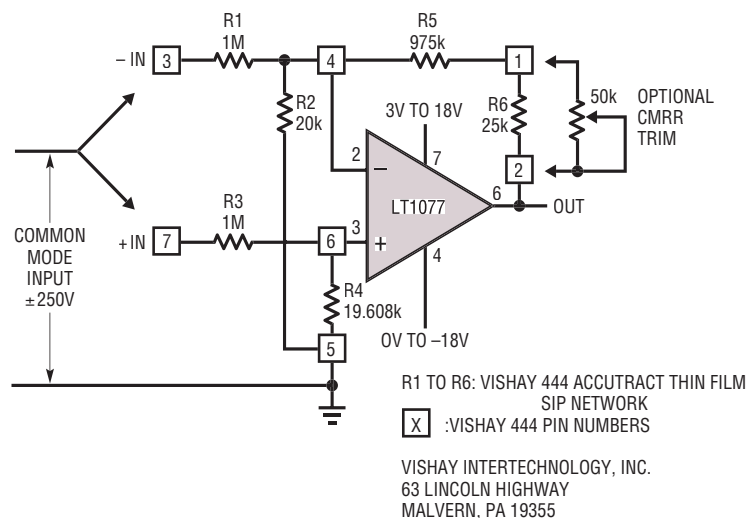 R1
1M
R5
975k
– IN
3
4
1
R2
20k
3V TO 18V
R6
25k
50k
OPTIONAL
CMRR
TRIM
2
7
2
–
LT1077
6
OUT
R3
1M
COMMON
MODE
INPUT
±250V
+IN
7
6
3
+
4
R4
19.608k
5
0V TO –18V
R1 TO R6: VISHAY 444 ACCUTRACT THIN FILM
SIP NETWORK
X :VISHAY 444 PIN NUMBERS
VISHAY INTERTECHNOLOGY, INC.
63 LINCOLN HIGHWAY
MALVERN, PA 19355